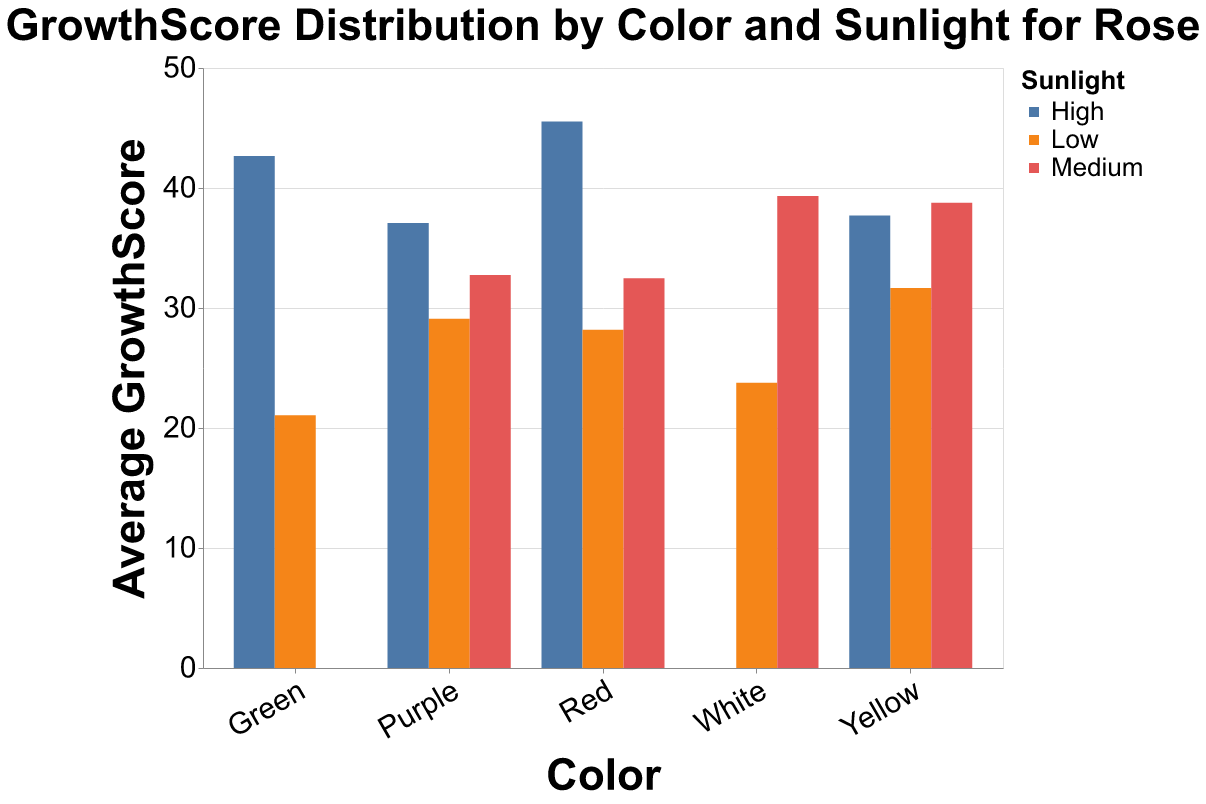 GrowthScore Distribution by Color and Sunlight for Rose
Average GrowthScore
50
40
30
20
10
0
Green
Purple
Red
White
Yellow
Color
Sunlight
High
Low
Medium